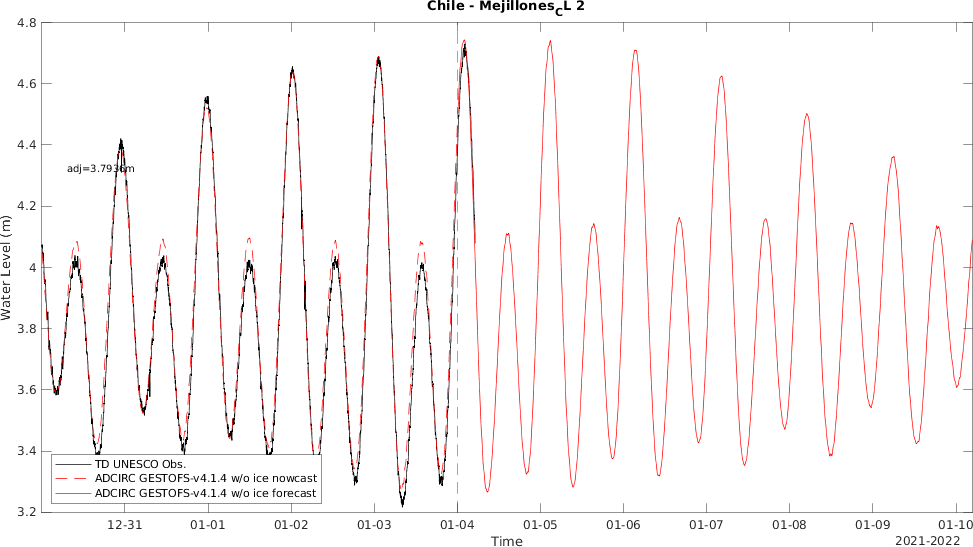 Chile - Mejillones_CL 2
4.8
4.6
4.4
4.2
4
3.8
3.6
3.4
3.2
Water Level (m)
adj=3.7936m
TD UNESCO Obs.
ADCIRC GESTOFS-v4.1.4 w/o ice nowcast
ADCIRC GESTOFS-v4.1.4 w/o ice forecast
12-31 01-01 01-02 01-03 01-04 01-05 01-06 01-07 01-08 01-09 01-10
Time
2021-2022